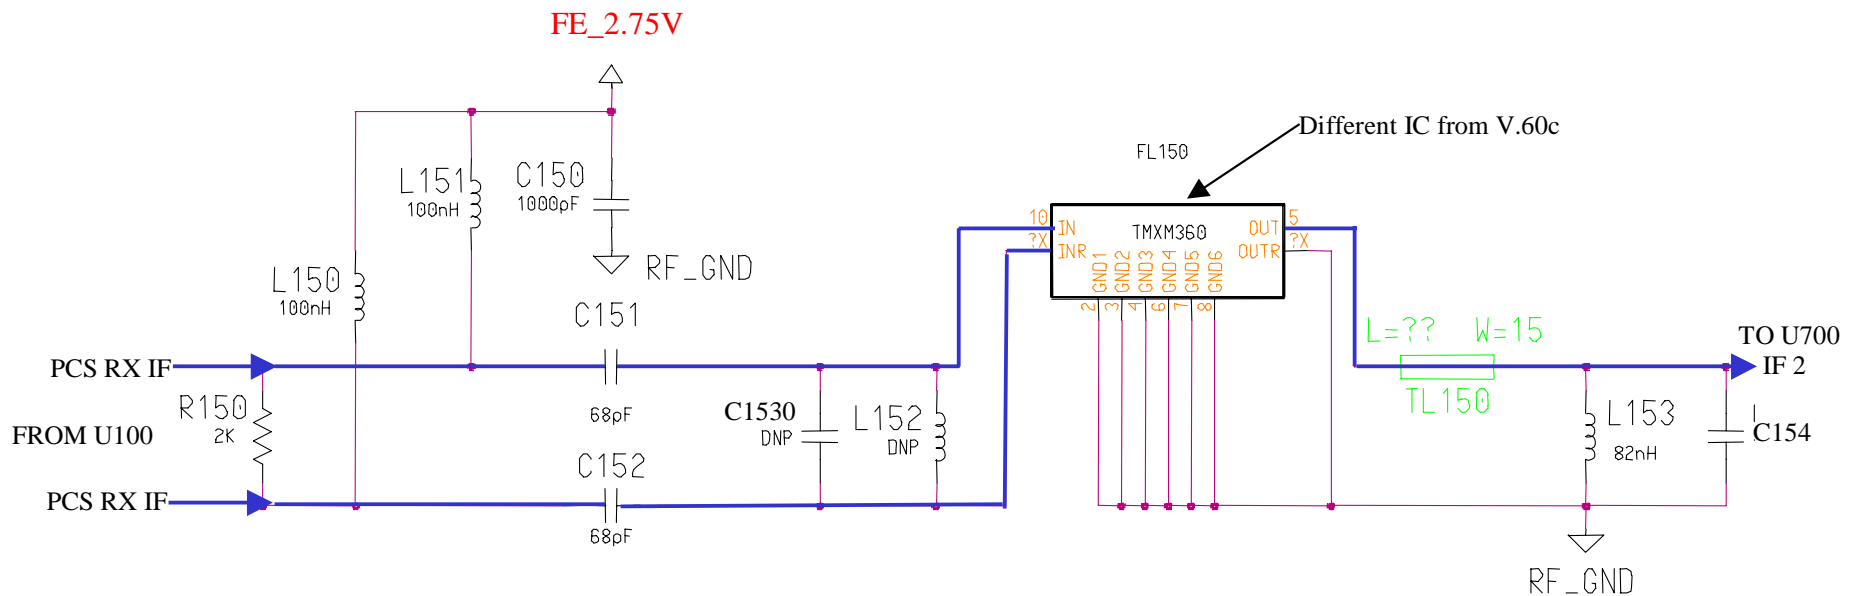 FE_2.75V
Different IC from V.60c
FL150
L151
100nH
C150
1000pF
10
IN
?X
INR
TMXM360
OUT
5
OUTR
?X
GND1
GND2
GND3
GND4
GND5
GND6
2
3
4
6
7
8
RF_GND
L150
100nH
C151
68pF
L=?? W=15
TL150
TO U700
IF 2
PCS RX IF
R150
2K
FROM U100
C1530
DNP
L152
DNP
L153
82nH
C154
C152
68pF
PCS RX IF
RF_GND